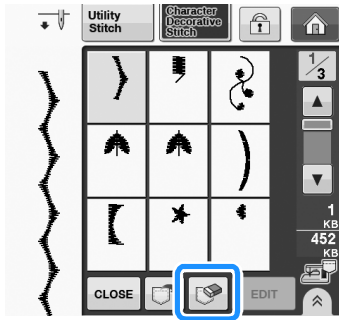 Utility
Stitch
Character
Decorative
Stitch
1/3
1
KB
452
KB
CLOSE
EDIT